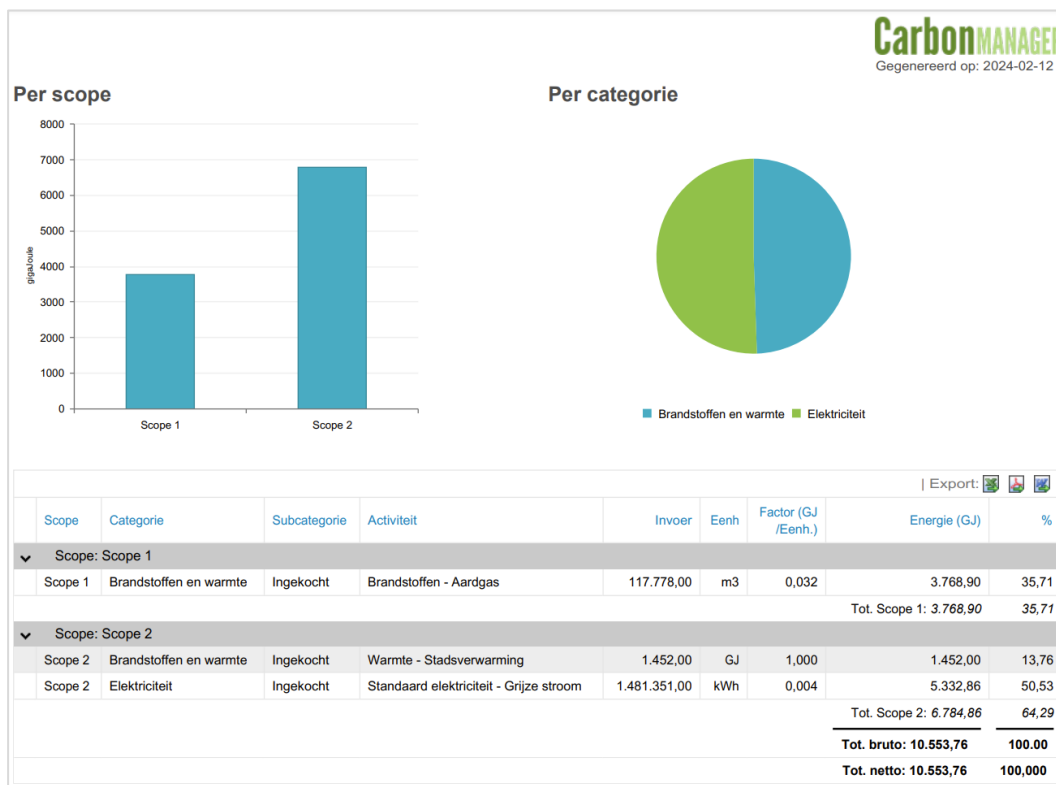 CarbonMANAGER
Gegenereerd op: 2024-02-12
Per scope
Per categorie
8000
7000
6000
5000
4000
3000
2000
1000
0
gigaJoule
Scope 1
Scope 2
Brandstoffen en warmte
Elektriciteit
| Export:
Scope Categorie Subcategorie Activiteit Invoer Eenh Factor (GJ /Eenh.) Energie (GJ) %
Scope: Scope 1
Scope 1 Brandstoffen en warmte Ingekocht Brandstoffen - Aardgas 117.778,00 m3 0,032 3.768,90 35,71
Tot. Scope 1: 3.768,90 35,71
Scope: Scope 2
Scope 2 Brandstoffen en warmte Ingekocht Warmte - Stadsverwarming 1.452,00 GJ 1,000 1.452,00 13,76
Scope 2 Elektriciteit Ingekocht Standaard elektriciteit - Grijze stroom 1.481.351,00 kWh 0,004 5.332,86 50,53
Tot. Scope 2: 6.784,86 64,29
Tot. bruto: 10.553,76 100.00
Tot. netto: 10.553,76 100,000